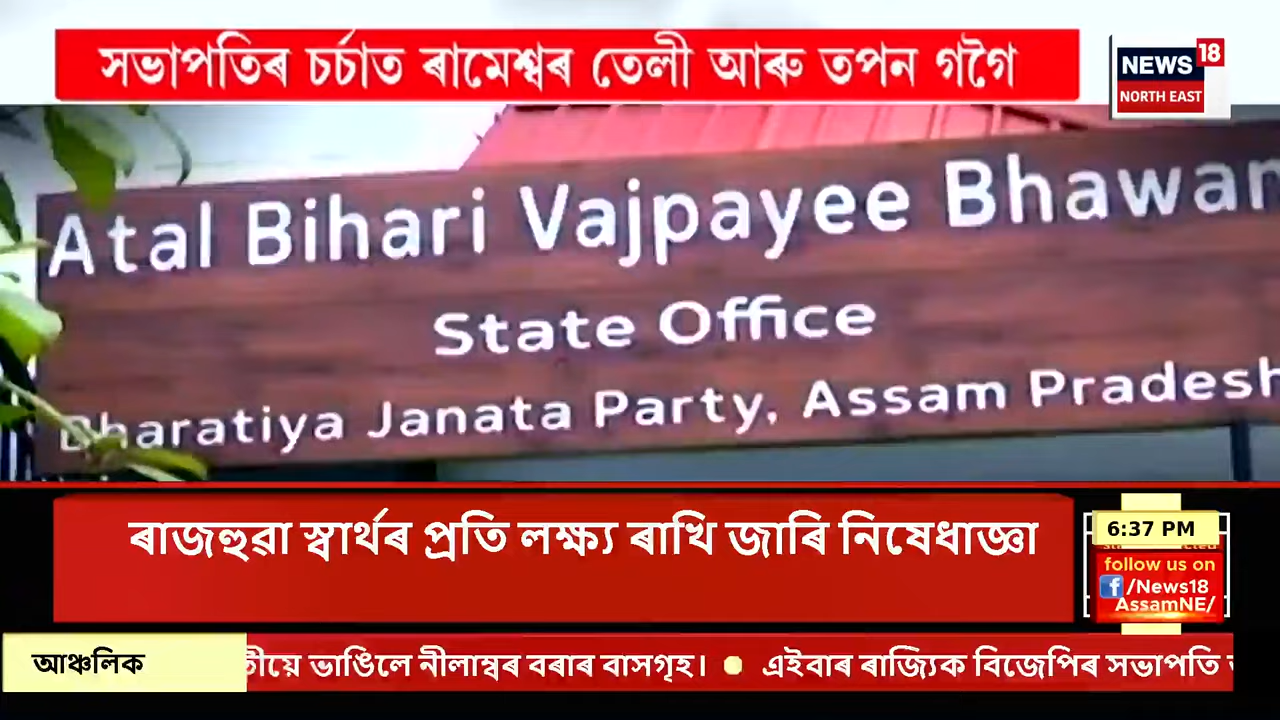 সভাপতিৰ চৰ্চাত ৰামেশ্বৰ তেলী আৰু তপন গগৈ
NEWS 18
NORTH EAST
Atal Bihari Vajpayee Bhawan
State Office
Bharatiya Janata Party, Assam Pradesh
ৰাজহুৱা স্বাৰ্থৰ প্ৰতি লক্ষ্য ৰাখি জাৰি নিষেধাজ্ঞা
6:37 PM
follow us on
f/News18
AssamNE/
আঞ্চলিক
ভাঙিলে নীলাম্বৰ বৰাৰ বাসগৃহ। ● এইবাৰ ৰাজ্যিক বিজেপিৰ সভাপতি